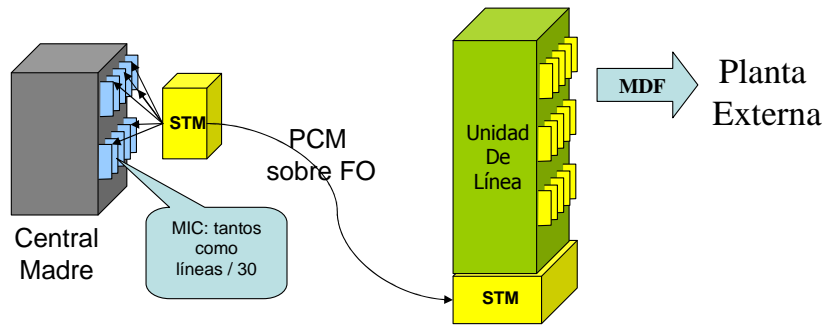 STM
PCM
sobre FO
Central
Madre
MIC: tantos
como
líneas / 30
Unidad
De
Línea
STM
MDF
Planta
Externa